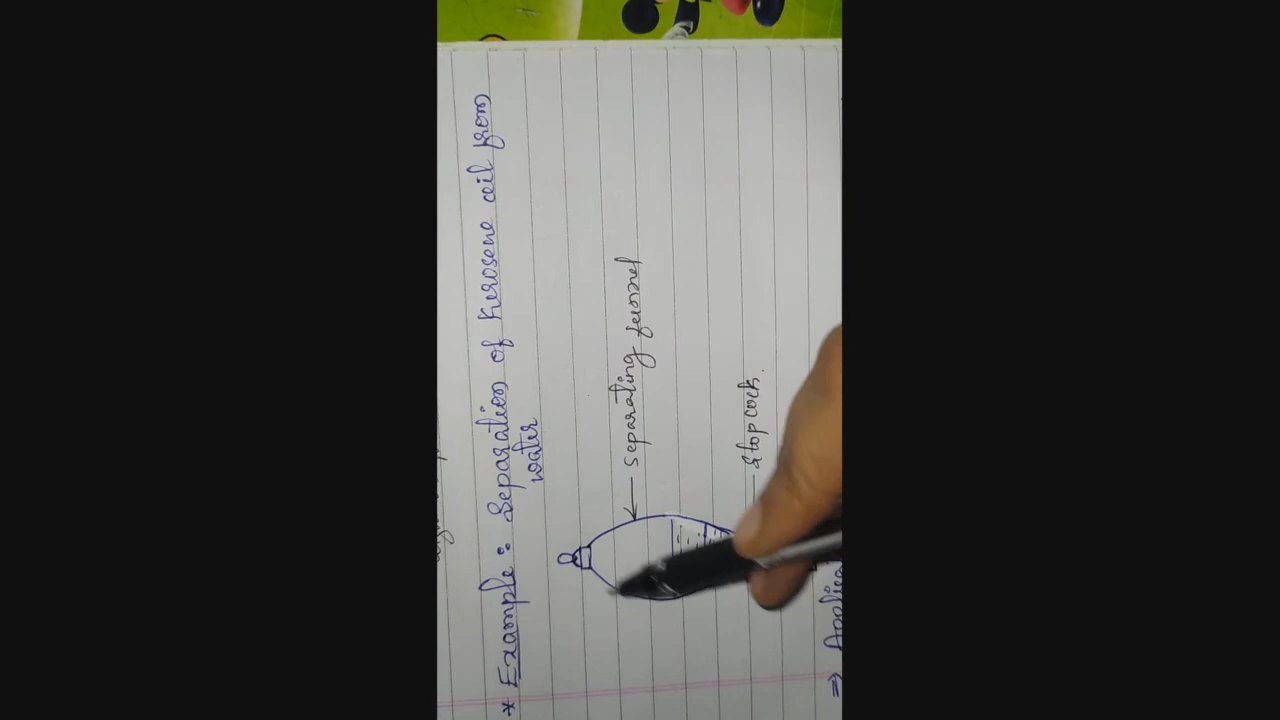 * Example : Separation of Kerosene oil from
water
Separating funnel
Stop cock.
⇒